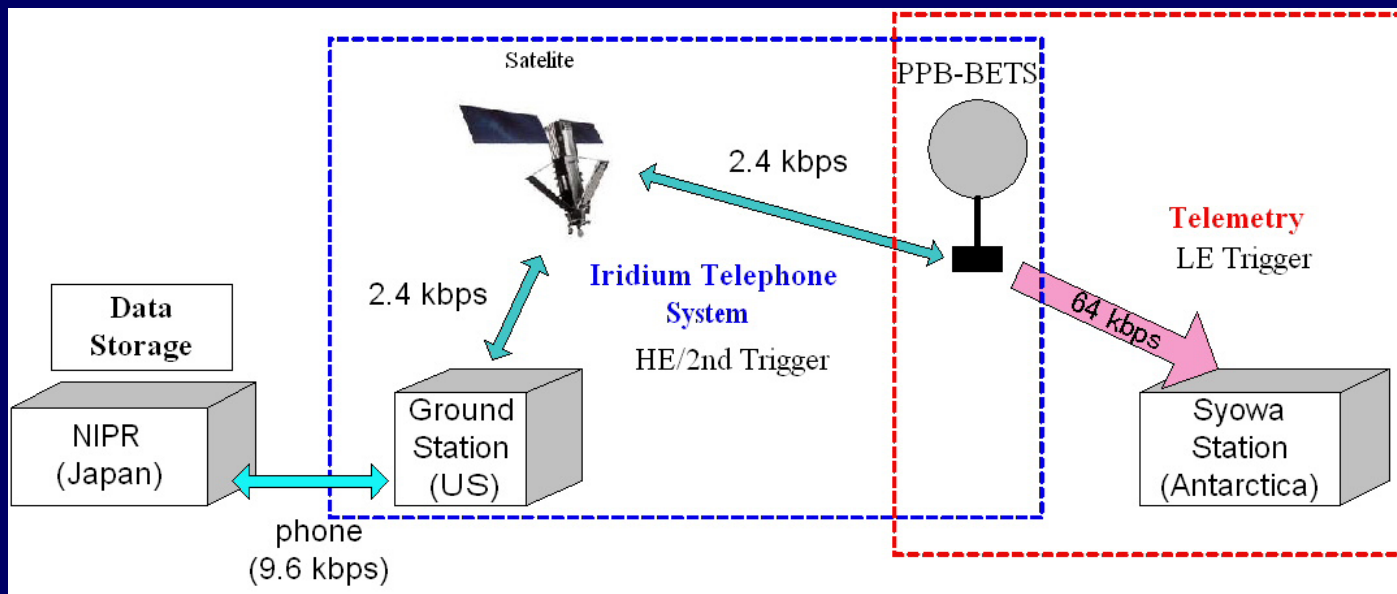 Satelite
PPB-BETS
2.4 kbps
Telemetry
LE Trigger
2.4 kbps
Iridium Telephone
System
HE/2nd Trigger
64 kbps
Data
Storage
NIPR
(Japan)
Ground
Station
(US)
Syowa
Station
(Antarctica)
phone
(9.6 kbps)